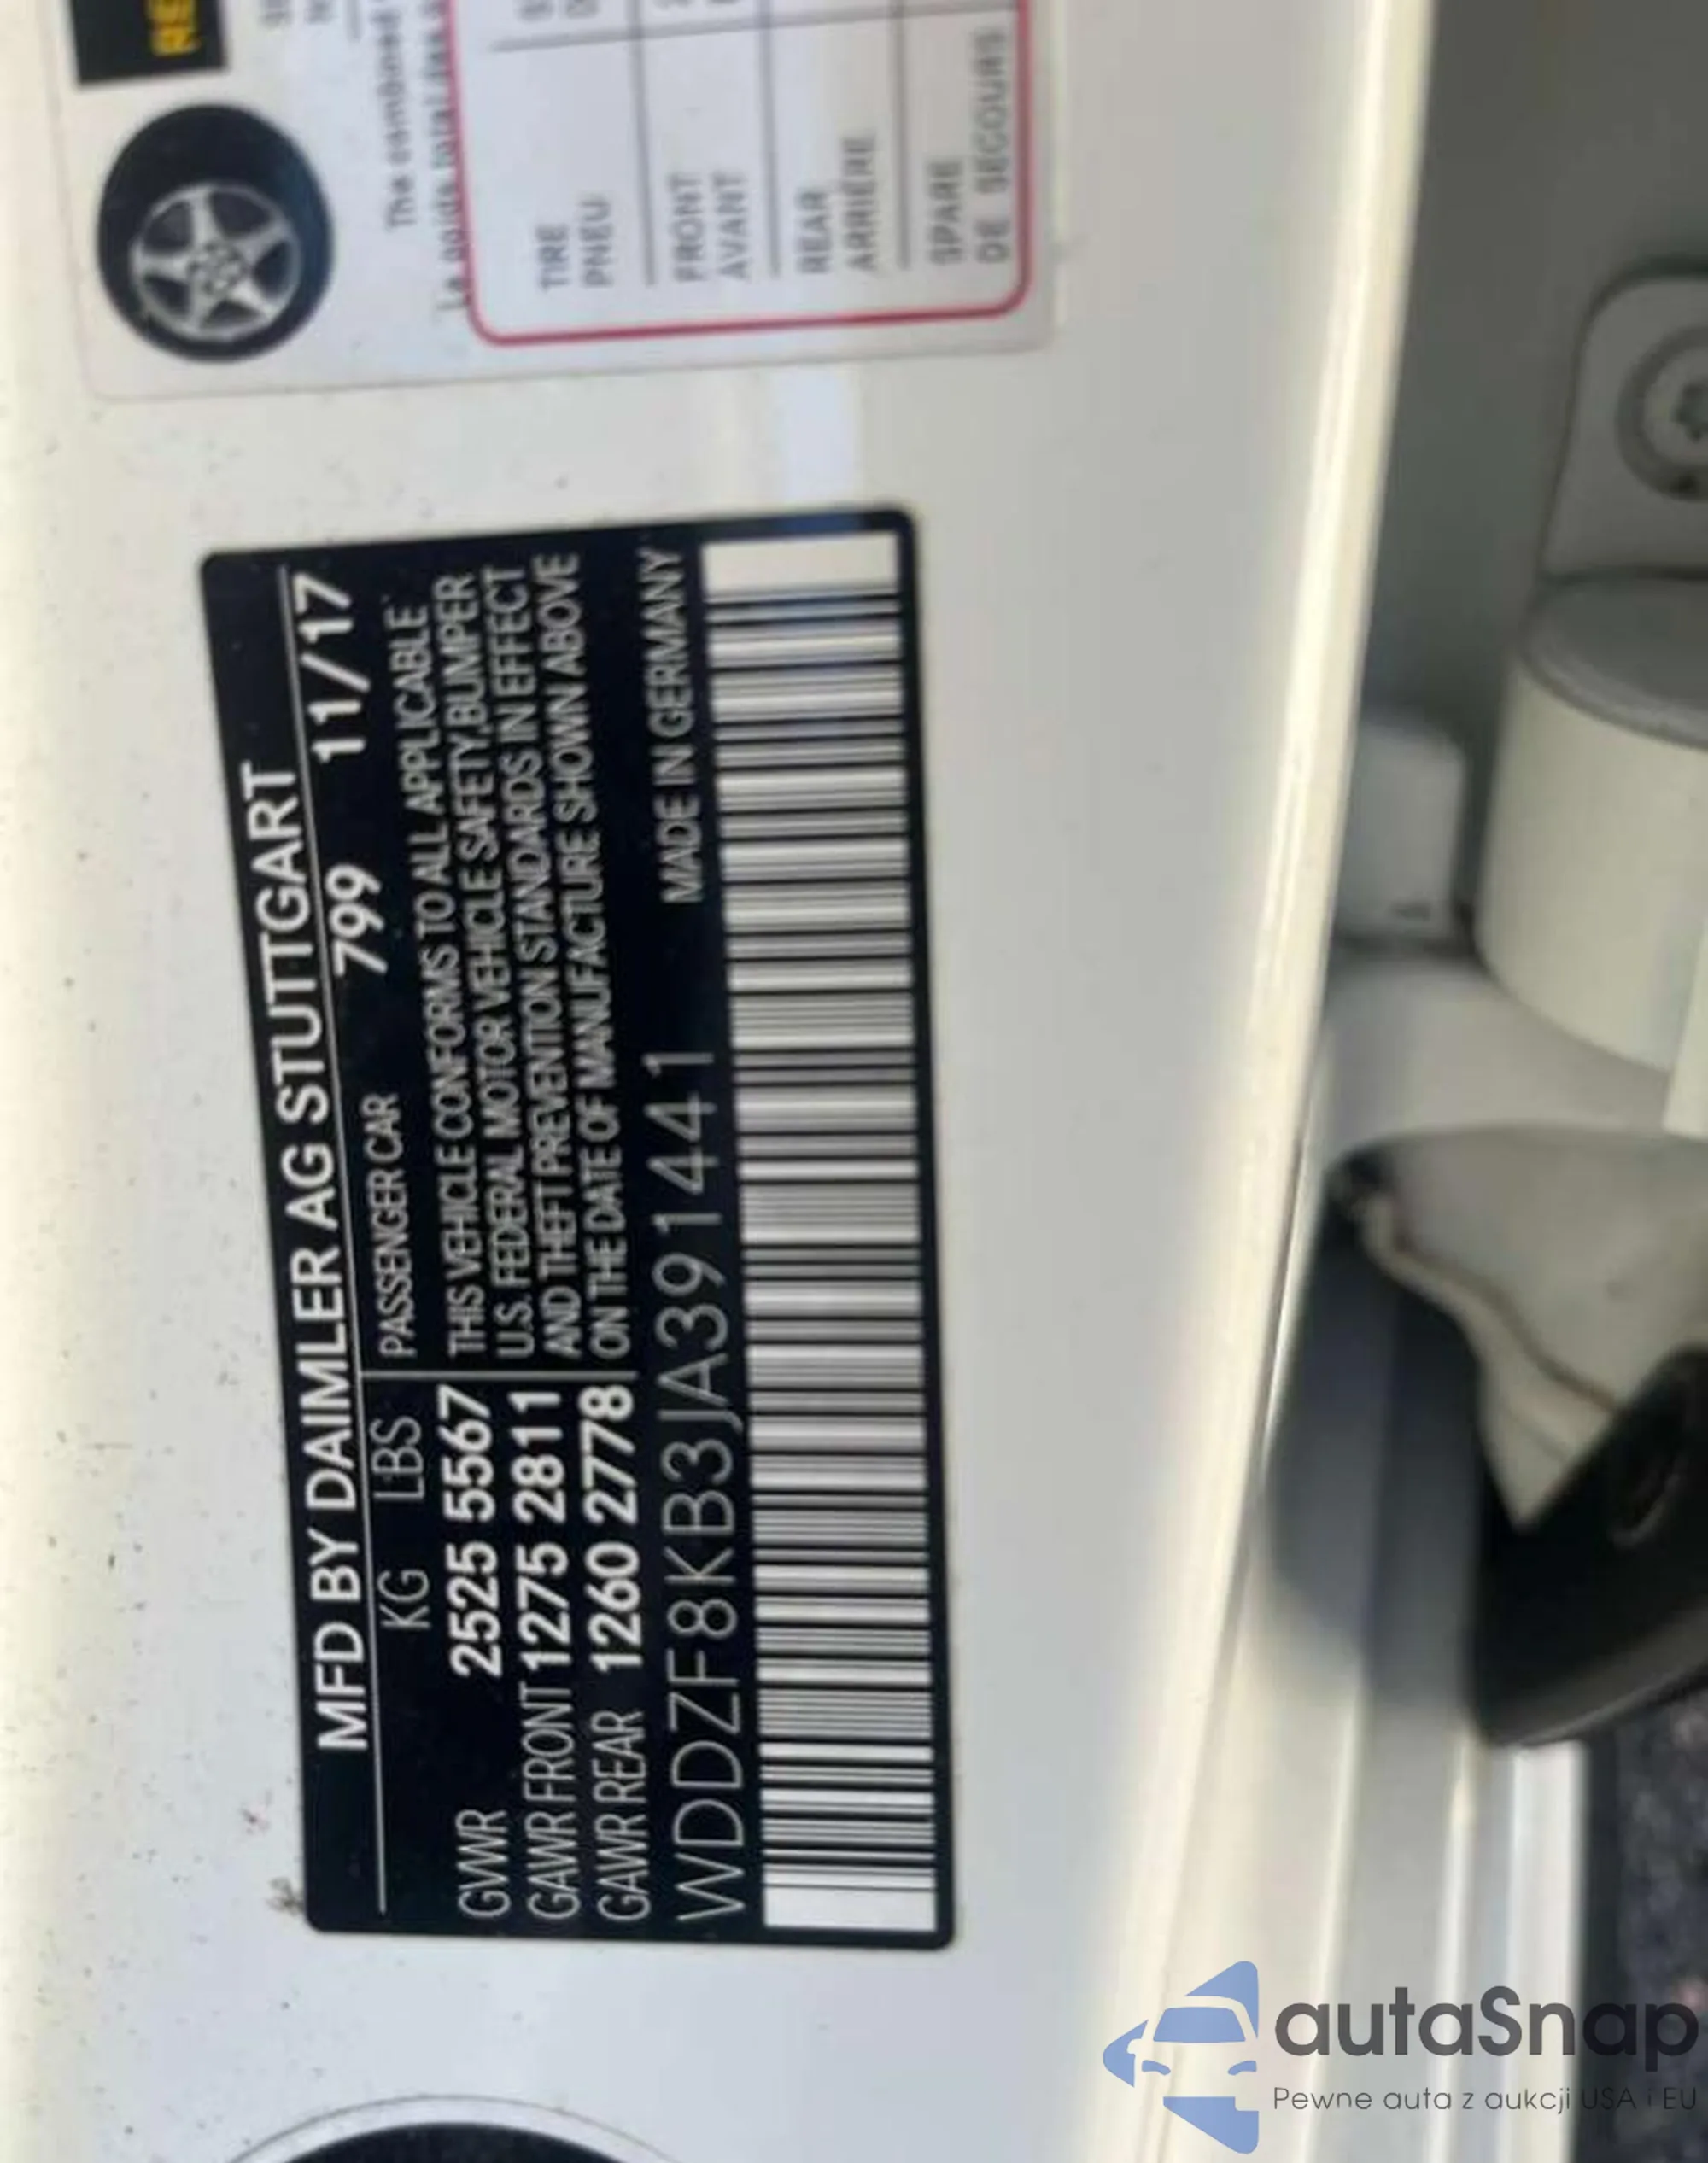 The combined
TIRE
PNEU
FRONT
AVANT
REAR
ARRIÈRE
SPARE
DE SECOURS
MFD BY DAIMLER AG STUTTGART
KG LBS PASSENGER CAR 799 11/17
GVWR 2525 5567 THIS VEHICLE CONFORMS TO ALL APPLICABLE
GAWR FRONT 1275 2811 U.S. FEDERAL MOTOR VEHICLE SAFETY,BUMPER
GAWR REAR 1260 2778 AND THEFT PREVENTION STANDARDS IN EFFECT
ON THE DATE OF MANUFACTURE SHOWN ABOVE
WDDZF8KB3JA391441 MADE IN GERMANY
autaSnap
Pewne auta z aukcji USA i EU